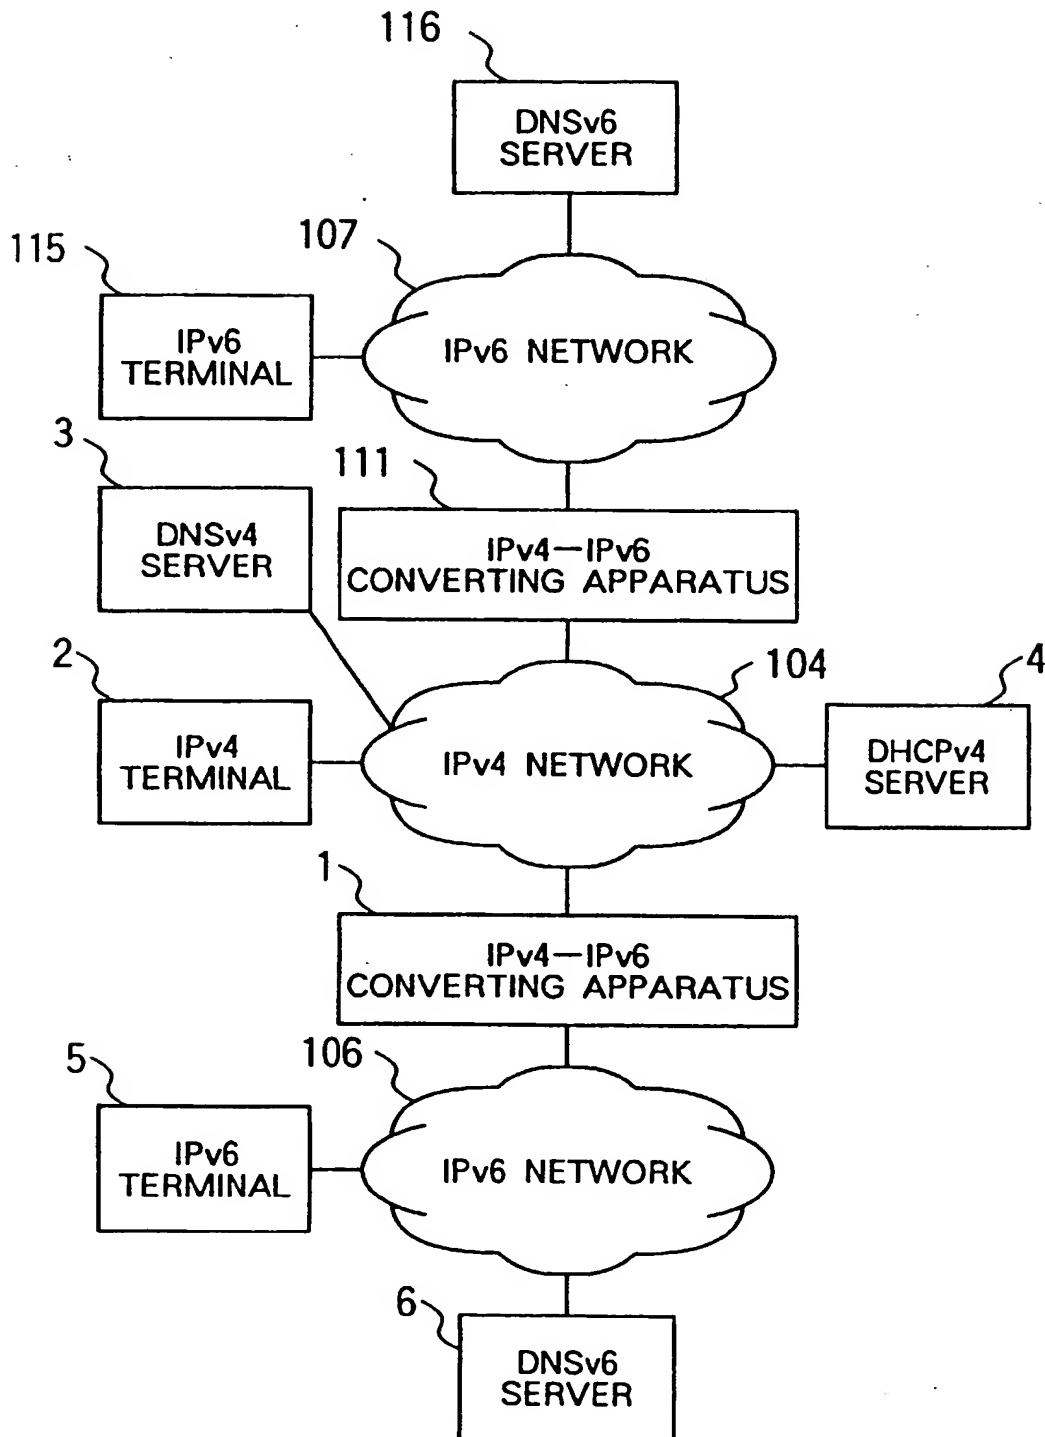 116
DNSv6
SERVER
107
115
IPv6
TERMINAL
IPv6 NETWORK
3
111
DNSv4
SERVER
IPv4—IPv6
CONVERTING APPARATUS
2
104
4
IPv4
TERMINAL
IPv4 NETWORK
DHCPv4
SERVER
1
IPv4—IPv6
CONVERTING APPARATUS
5
106
IPv6
TERMINAL
IPv6 NETWORK
6
DNSv6
SERVER